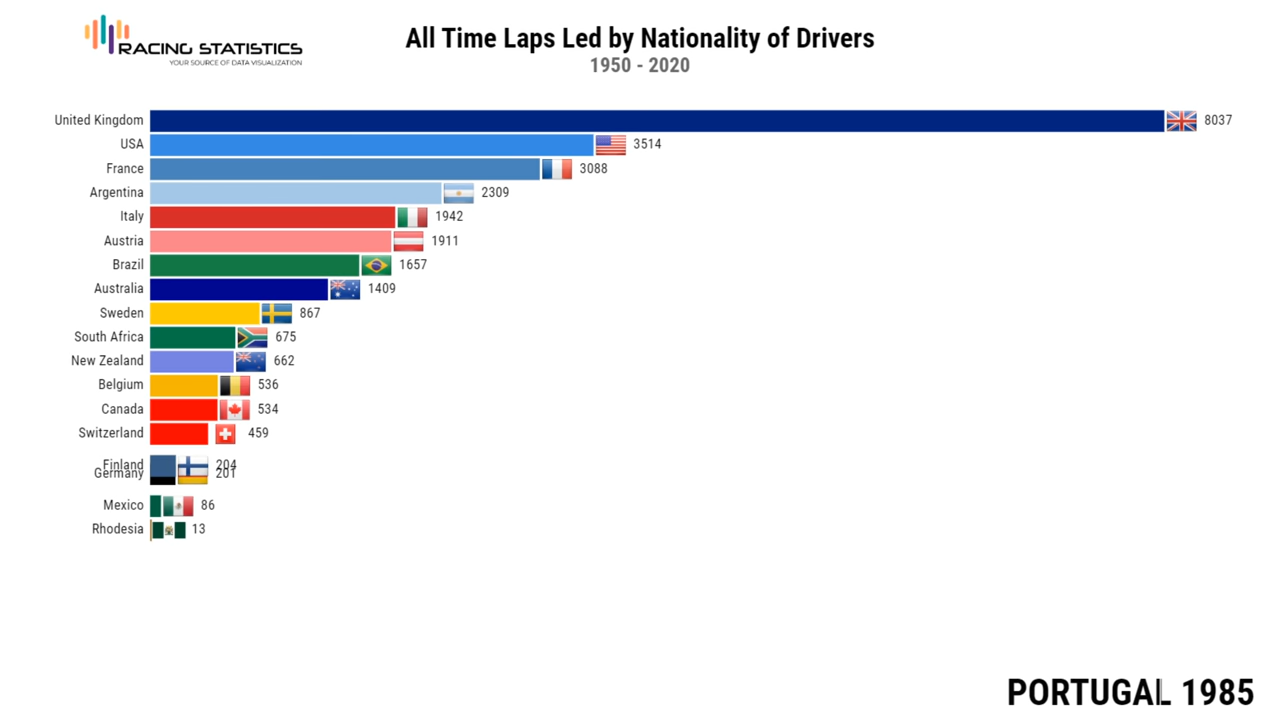 RACING STATISTICS
YOUR SOURCE OF DATA VISUALIZATION
All Time Laps Led by Nationality of Drivers
1950 - 2020
United Kingdom 8037
USA 3514
France 3088
Argentina 2309
Italy 1942
Austria 1911
Brazil 1657
Australia 1409
Sweden 867
South Africa 675
New Zealand 662
Belgium 536
Canada 534
Switzerland 459
Finland 204
Germany 201
Mexico 86
Rhodesia 13
PORTUGAL 1985